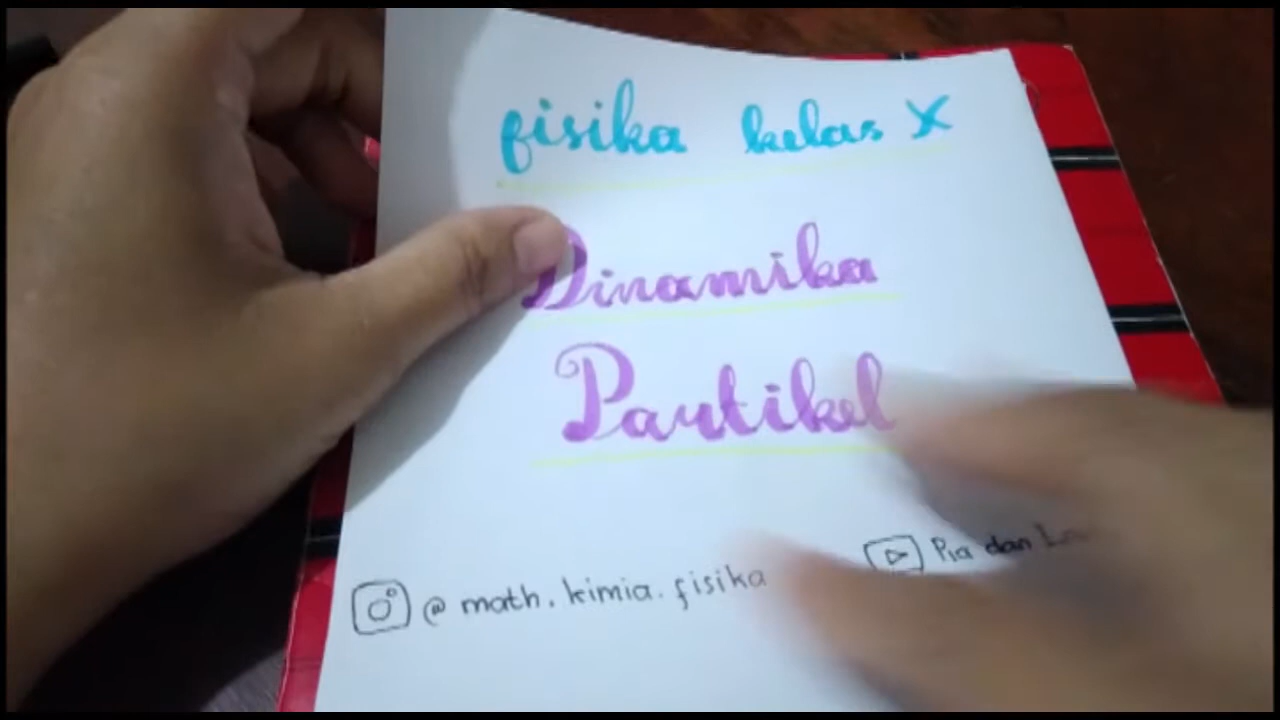 fisika kelas X
Dinamika
Partikel
@ math.kimia.fisika
Pia dan